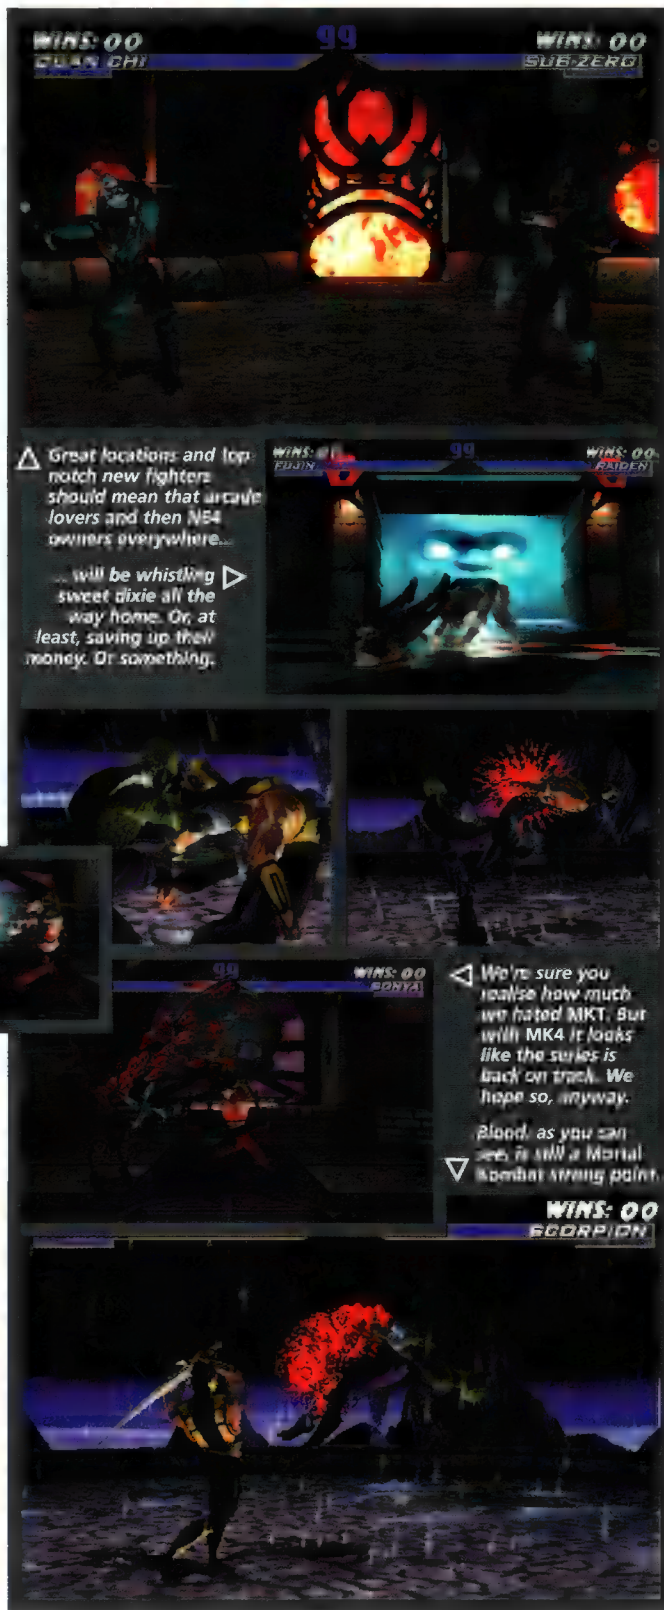 WINS: 00
99
WINS: 00
QUAN CHI
SUB-ZERO
Great locations and top-
notch new fighters
should mean that arcade
lovers and then N64
owners everywhere...
WINS: 01
99
WINS: 00
FUJIN
RAIDEN
... will be whistling
sweet dixie all the
way home. Or, at
least, saving up their
money. Or something.
99
WINS: 00
SONYA
We're sure you
realise how much
we hated MKT. But
with MK4 it looks
like the series is
back on track. We
hope so, anyway.
Blood, as you can
see, is still a Mortal
Kombat strong point.
WINS: 00
SCORPION